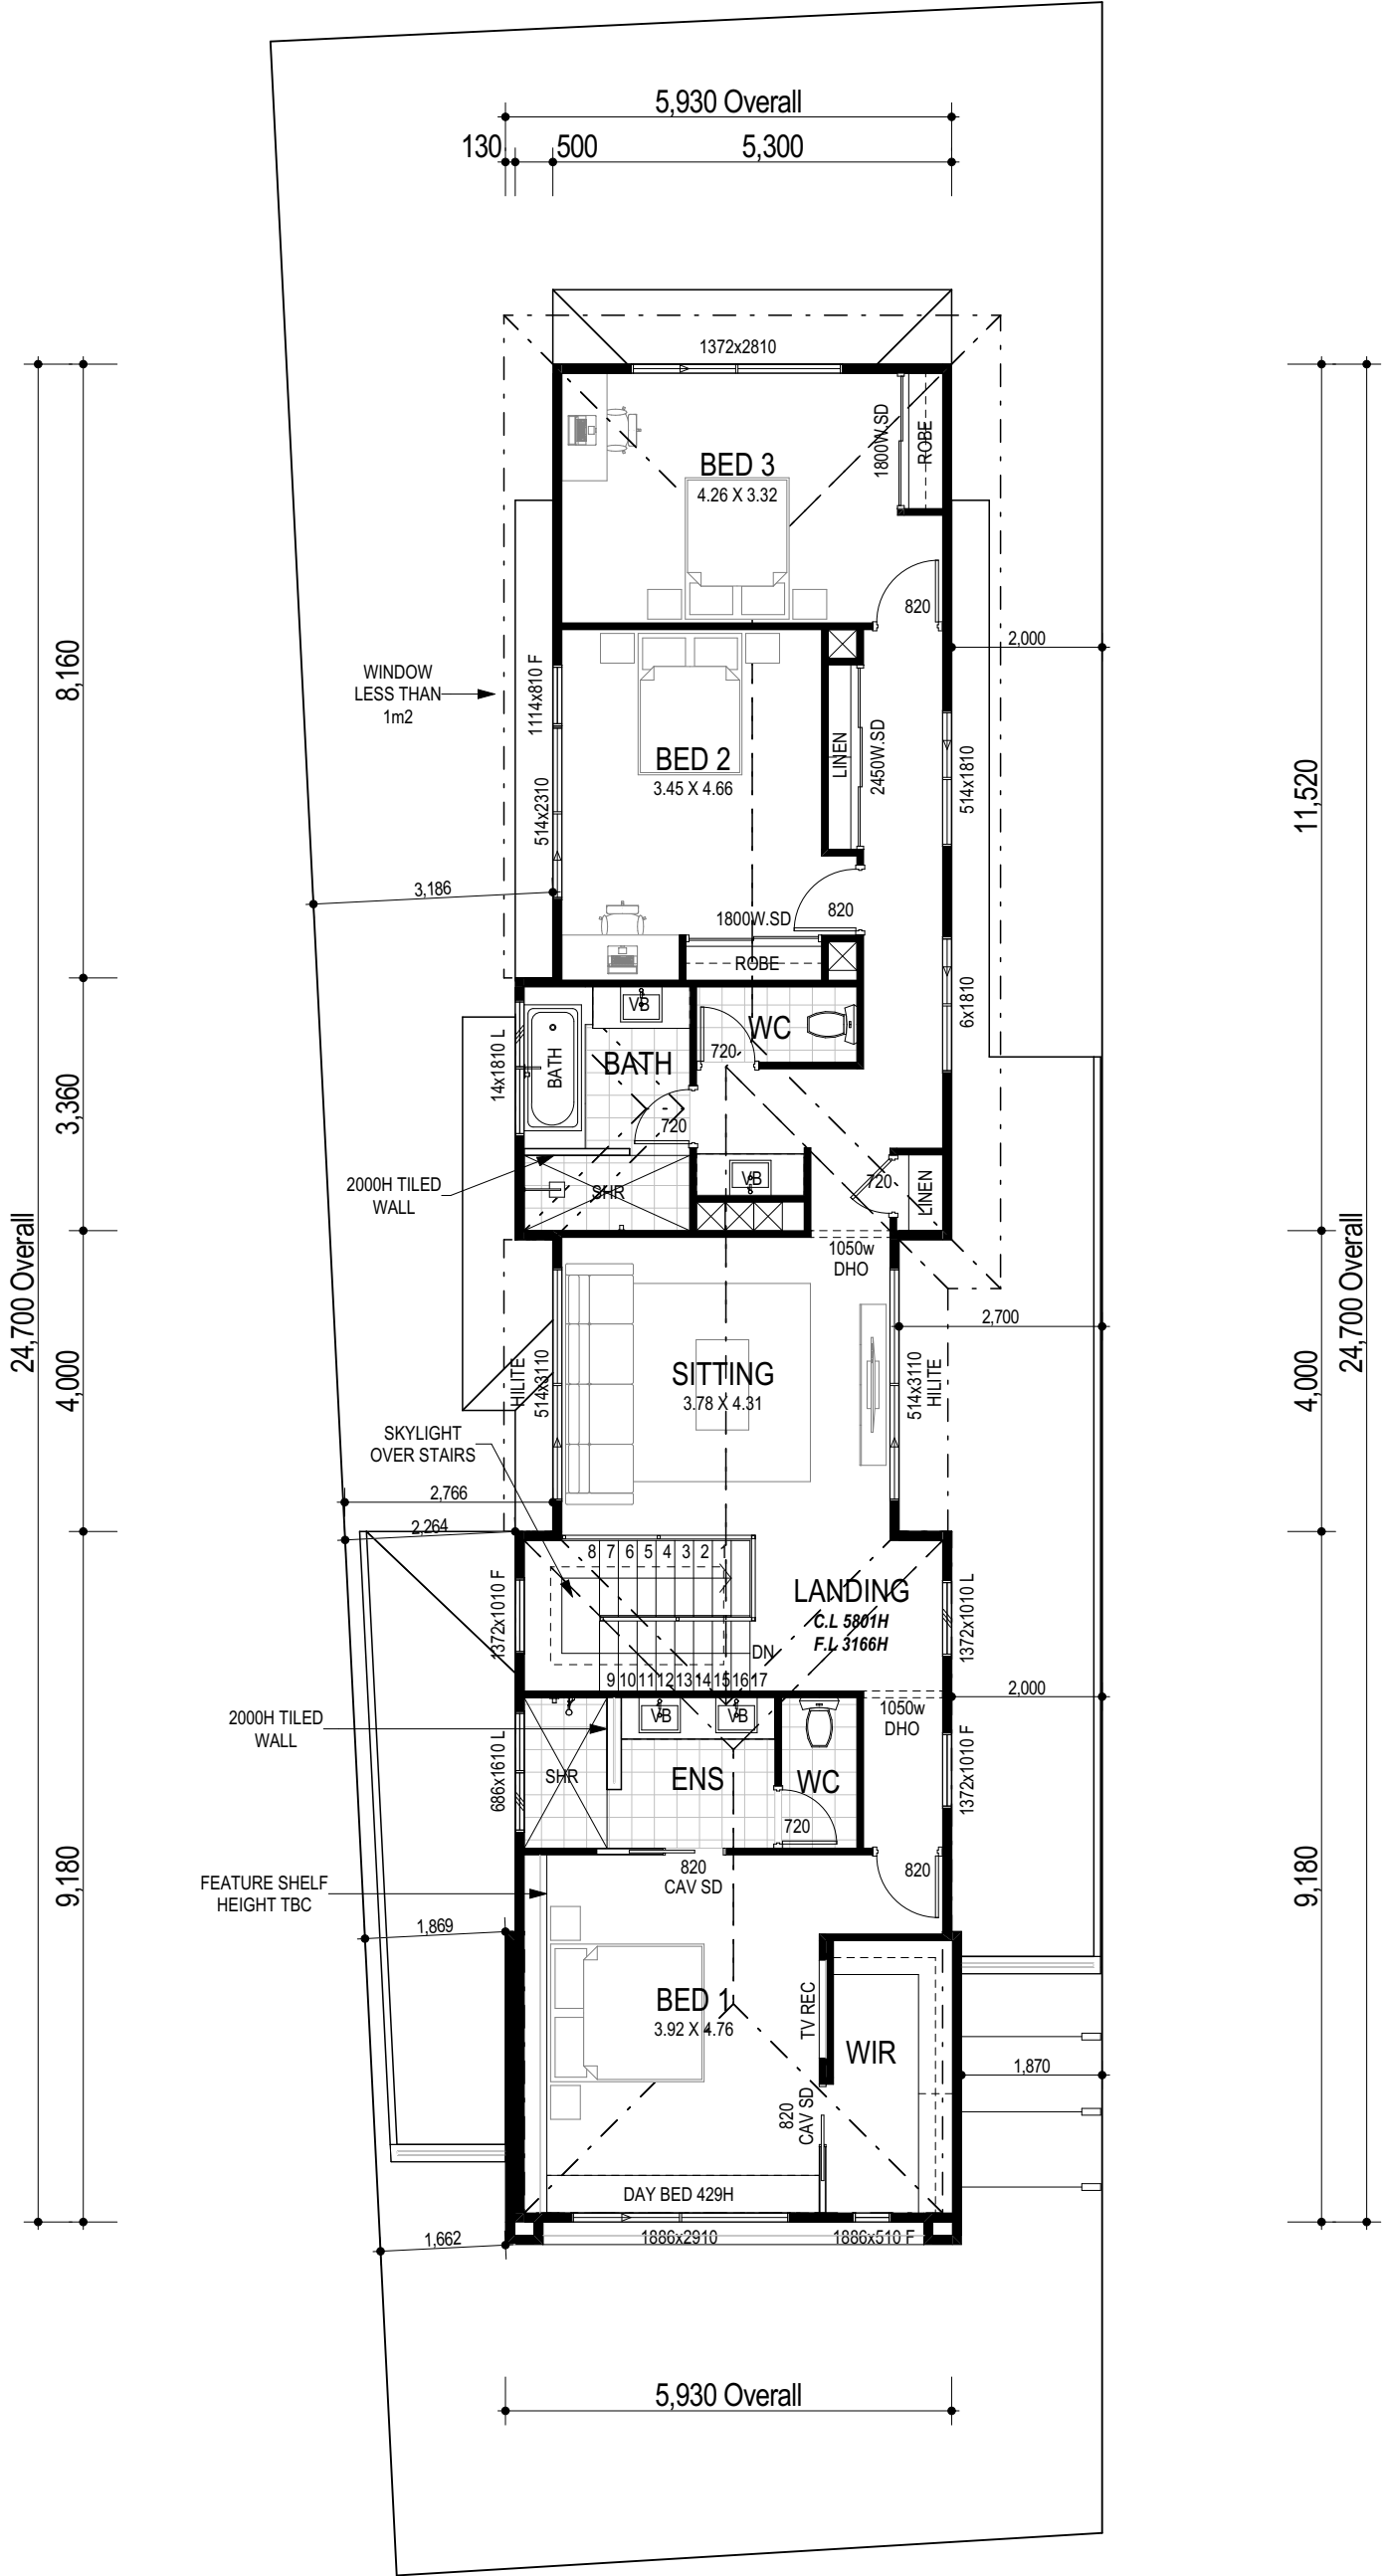 5,930 Overall
130
500
5,300
1372x2810
BED 3
4.26 X 3.32
1800W.SD
ROBE
820
2,000
WINDOW
LESS THAN
1m2
1114x810 F
514x2310
BED 2
3.45 X 4.66
LINEN
2450W.SD
514x1810
8,160
11,520
3,186
820
1800W.SD
ROBE
6x1810
VB
WC
720
14x1810 L
BATH
BATH
720
3,360
2000H TILED
WALL
SHR
VB
720
LINEN
1050w
DHO
24,700 Overall
24,700 Overall
2,700
4,000
4,000
HILITE
514x3110
SITTING
3.78 X 4.31
514x3110
HILITE
SKYLIGHT
OVER STAIRS
2,766
2,264
8 7 6 5 4 3 2 1
1372x1010 F
LANDING
C.L 5801H
F.L 3166H
1372x1010 L
DN
9 10 11 12 13 14 15 16 17
2,000
2000H TILED
WALL
VB
VB
1050w
DHO
686x1610 L
SHR
ENS
WC
720
1372x1010 F
820
CAV SD
820
FEATURE SHELF
HEIGHT TBC
9,180
9,180
1,869
BED 1
3.92 X 4.76
TV REC
WIR
1,870
820
CAV SD
DAY BED 429H
1,662
1886x2910
1886x510 F
5,930 Overall